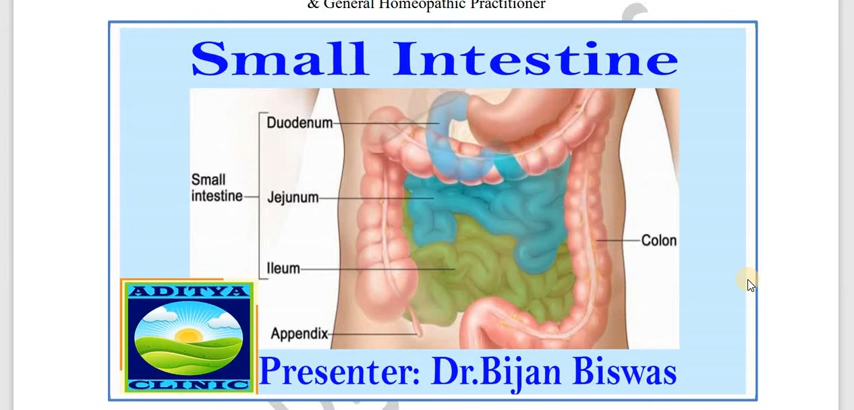 & General Homeopathic Practitioner
Small Intestine
Duodenum
Small
intestine
Jejunum
Ileum
Colon
Appendix
ADITYA
CLINIC
Presenter: Dr.Bijan Biswas